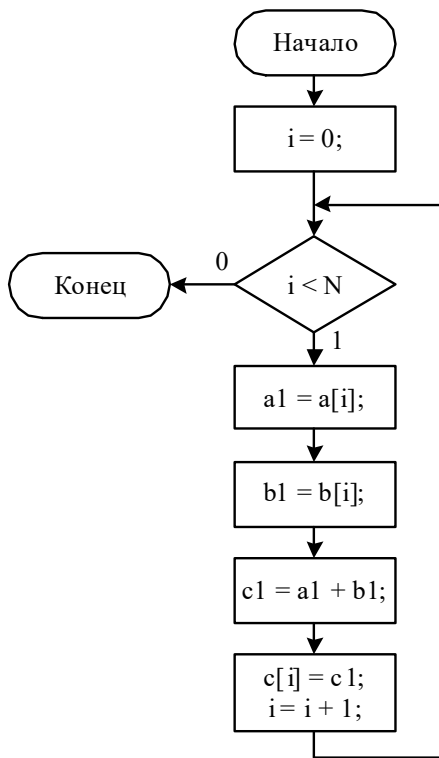 Начало
i = 0;
0
Конец
i < N
1
a1 = a[i];
b1 = b[i];
c1 = a1 + b1;
c[i] = c1;
i = i + 1;